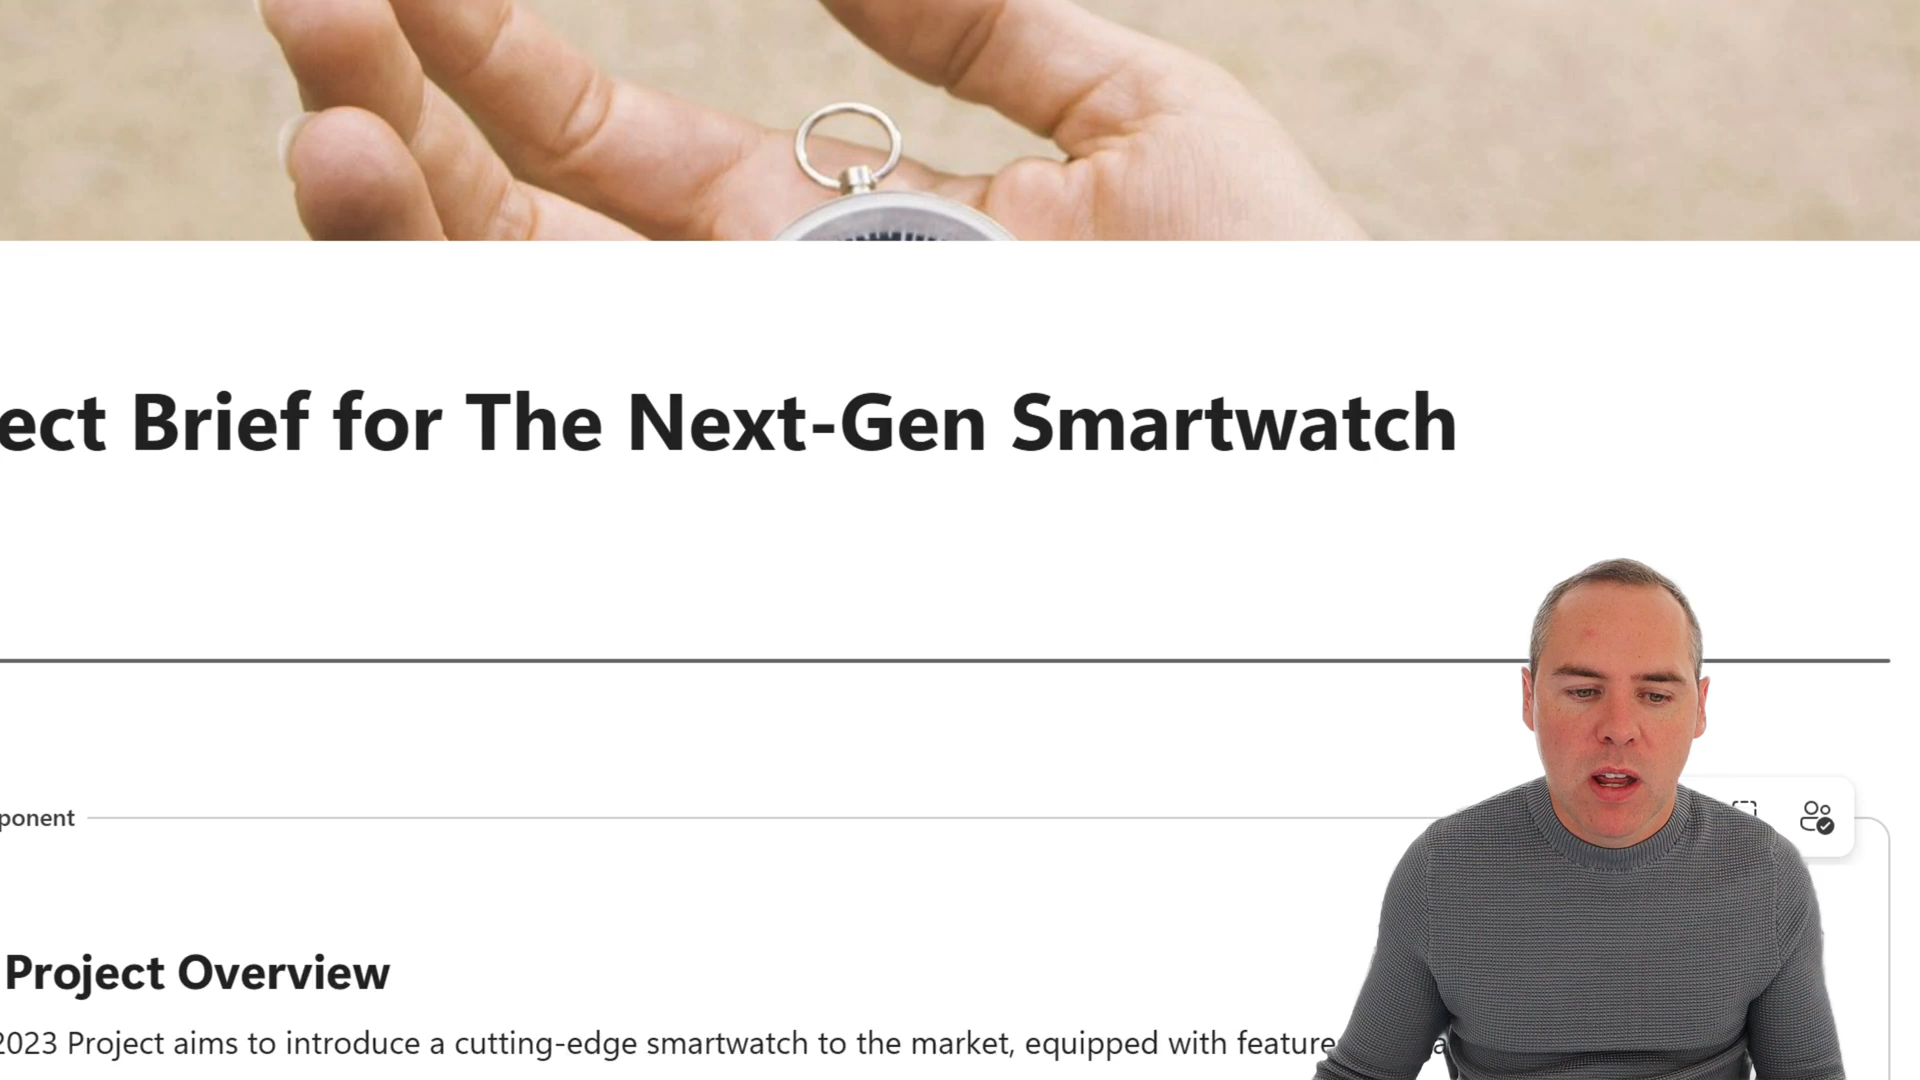 ect Brief for The Next-Gen Smartwatch
ponent
Project Overview
2023 Project aims to introduce a cutting-edge smartwatch to the market, equipped with feature